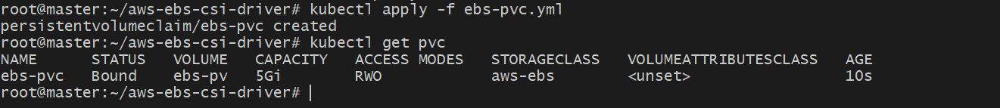 root@master:~/aws-ebs-csi-driver# kubectl apply -f ebs-pvc.yml
persistentvolumeclaim/ebs-pvc created
root@master:~/aws-ebs-csi-driver# kubectl get pvc
NAME      STATUS   VOLUME   CAPACITY   ACCESS MODES   STORAGECLASS   VOLUMEATTRIBUTESCLASS   AGE
ebs-pvc   Bound    ebs-pv   5Gi        RWO            aws-ebs        <unset>                 10s
root@master:~/aws-ebs-csi-driver#